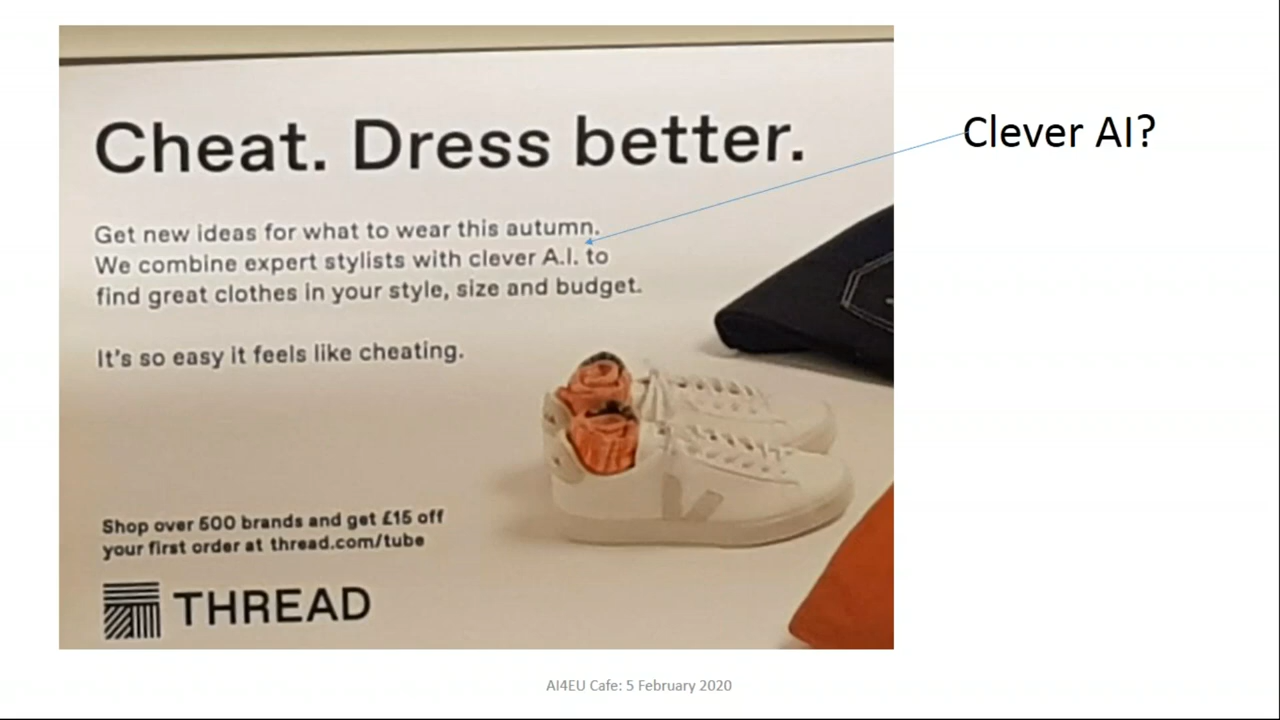 Cheat. Dress better.
Clever AI?
Get new ideas for what to wear this autumn.
We combine expert stylists with clever A.I. to
find great clothes in your style, size and budget.
It's so easy it feels like cheating.
Shop over 500 brands and get £15 off
your first order at thread.com/tube
THREAD
V
AI4EU Cafe: 5 February 2020